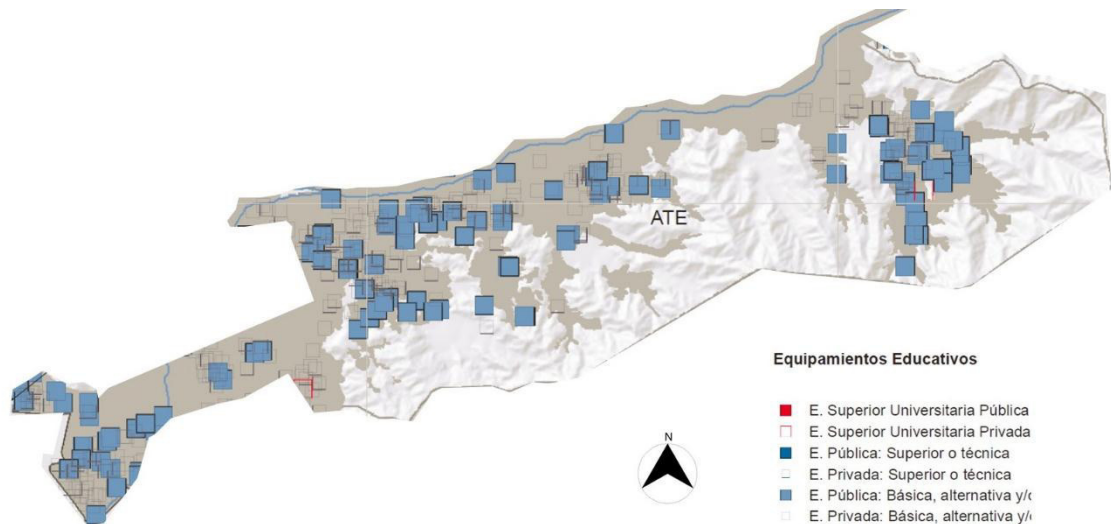 ATE
Equipamientos Educativos
E. Superior Universitaria Pública
E. Superior Universitaria Privada
N
E. Pública: Superior o técnica
E. Privada: Superior o técnica
E. Pública: Básica, alternativa y/
E. Privada: Básica, alternativa y/